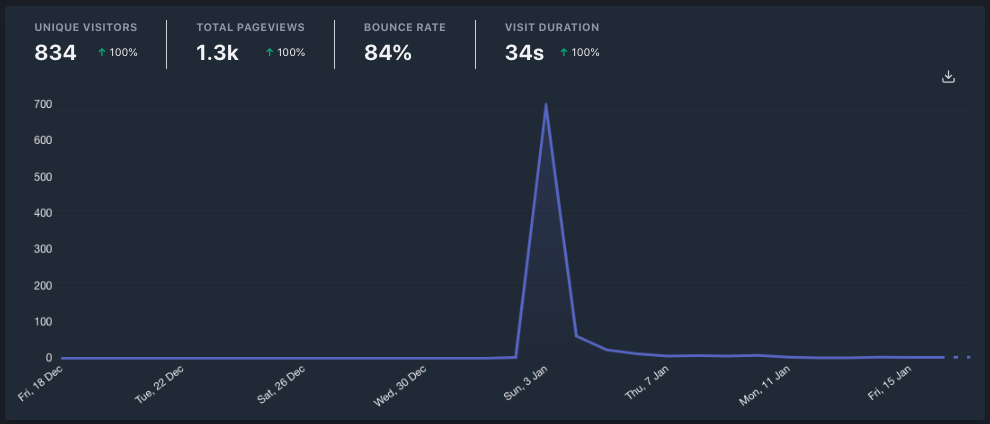 UNIQUE VISITORS TOTAL PAGEVIEWS BOUNCE RATE VISIT DURATION
834 ↑ 100% 1.3k ↑ 100% 84% 34s ↑ 100%
700
600
500
400
300
200
100
0
Fri, 18 Dec Tue, 22 Dec Sat, 26 Dec Wed, 30 Dec Sun, 3 Jan Thu, 7 Jan Mon, 11 Jan Fri, 15 Jan